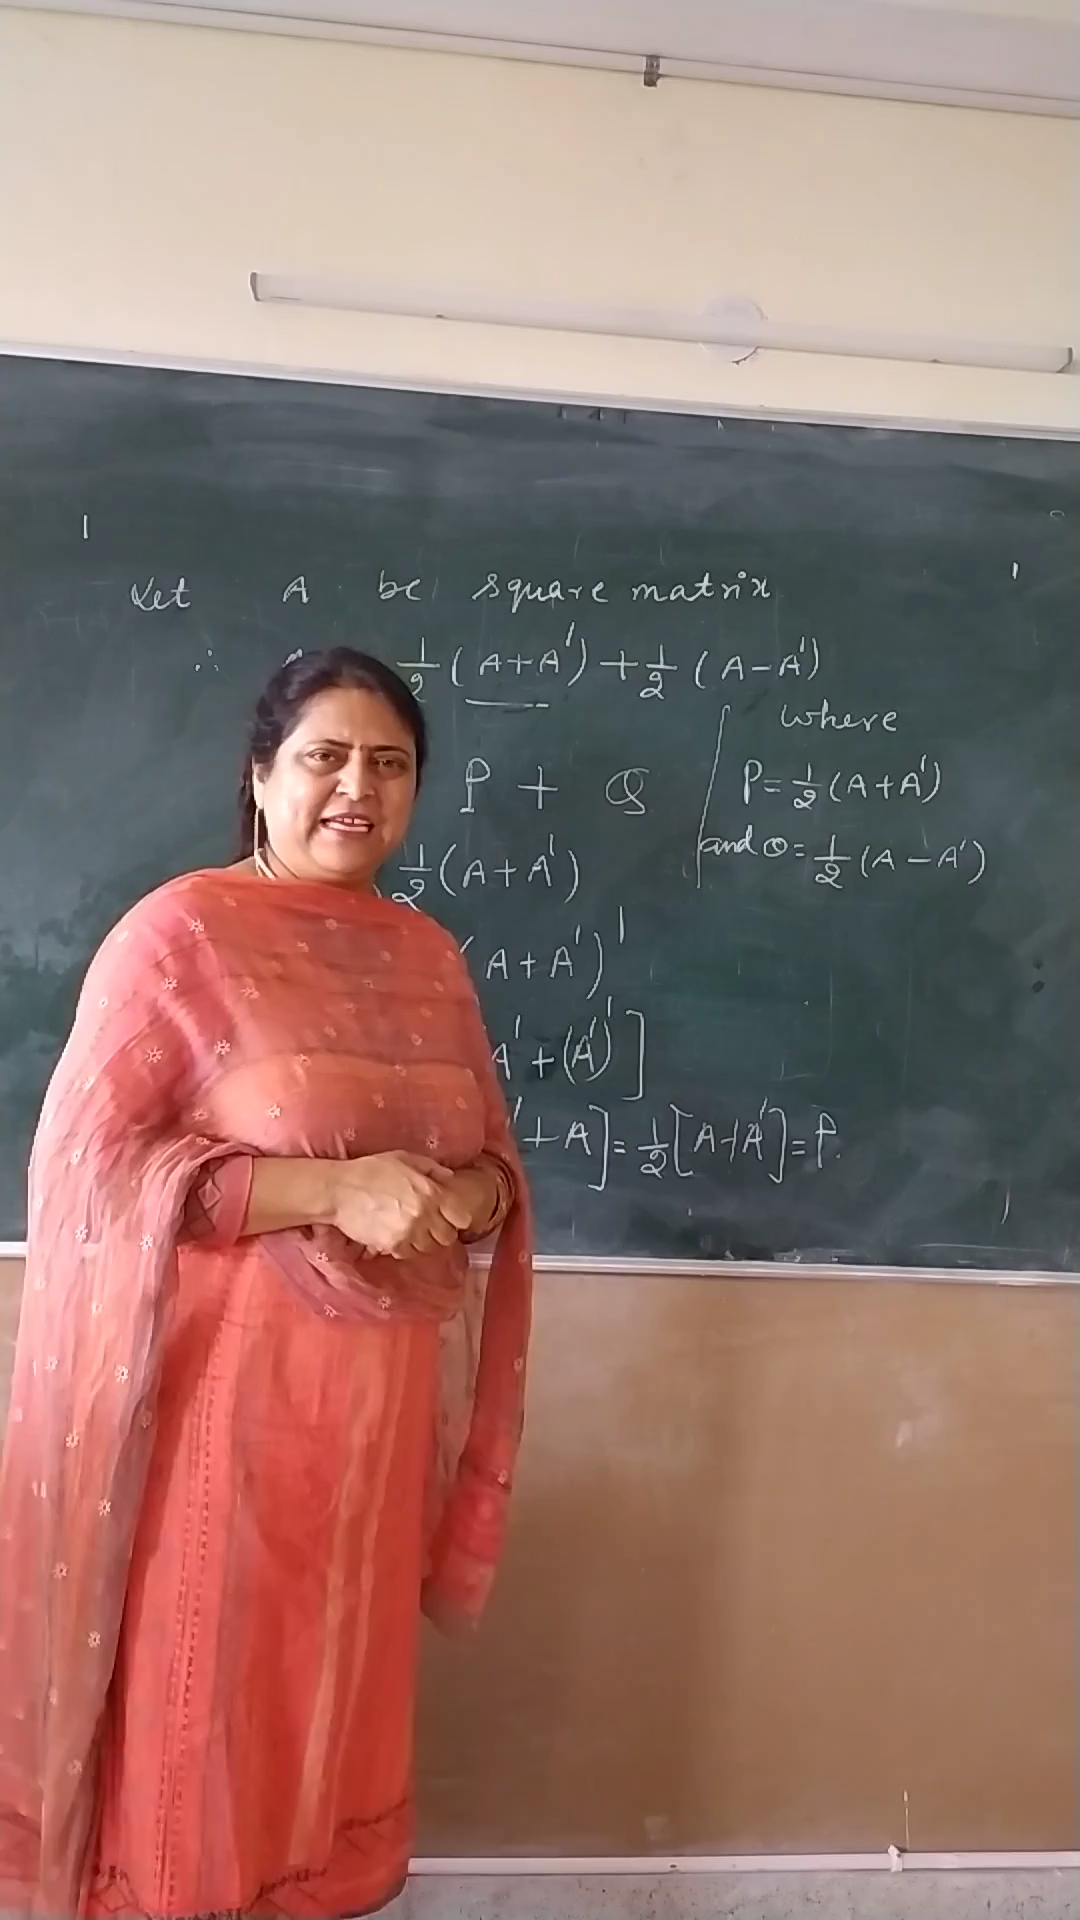 Let A be square matrix
∴ 1/2 (A+A') + 1/2 (A-A')
where
P + Q
P = 1/2 (A+A')
and Q = 1/2 (A-A')
1/2 (A+A')
(A+A')'
A' + (A')' ]
' + A] = 1/2 [A+A'] = P.